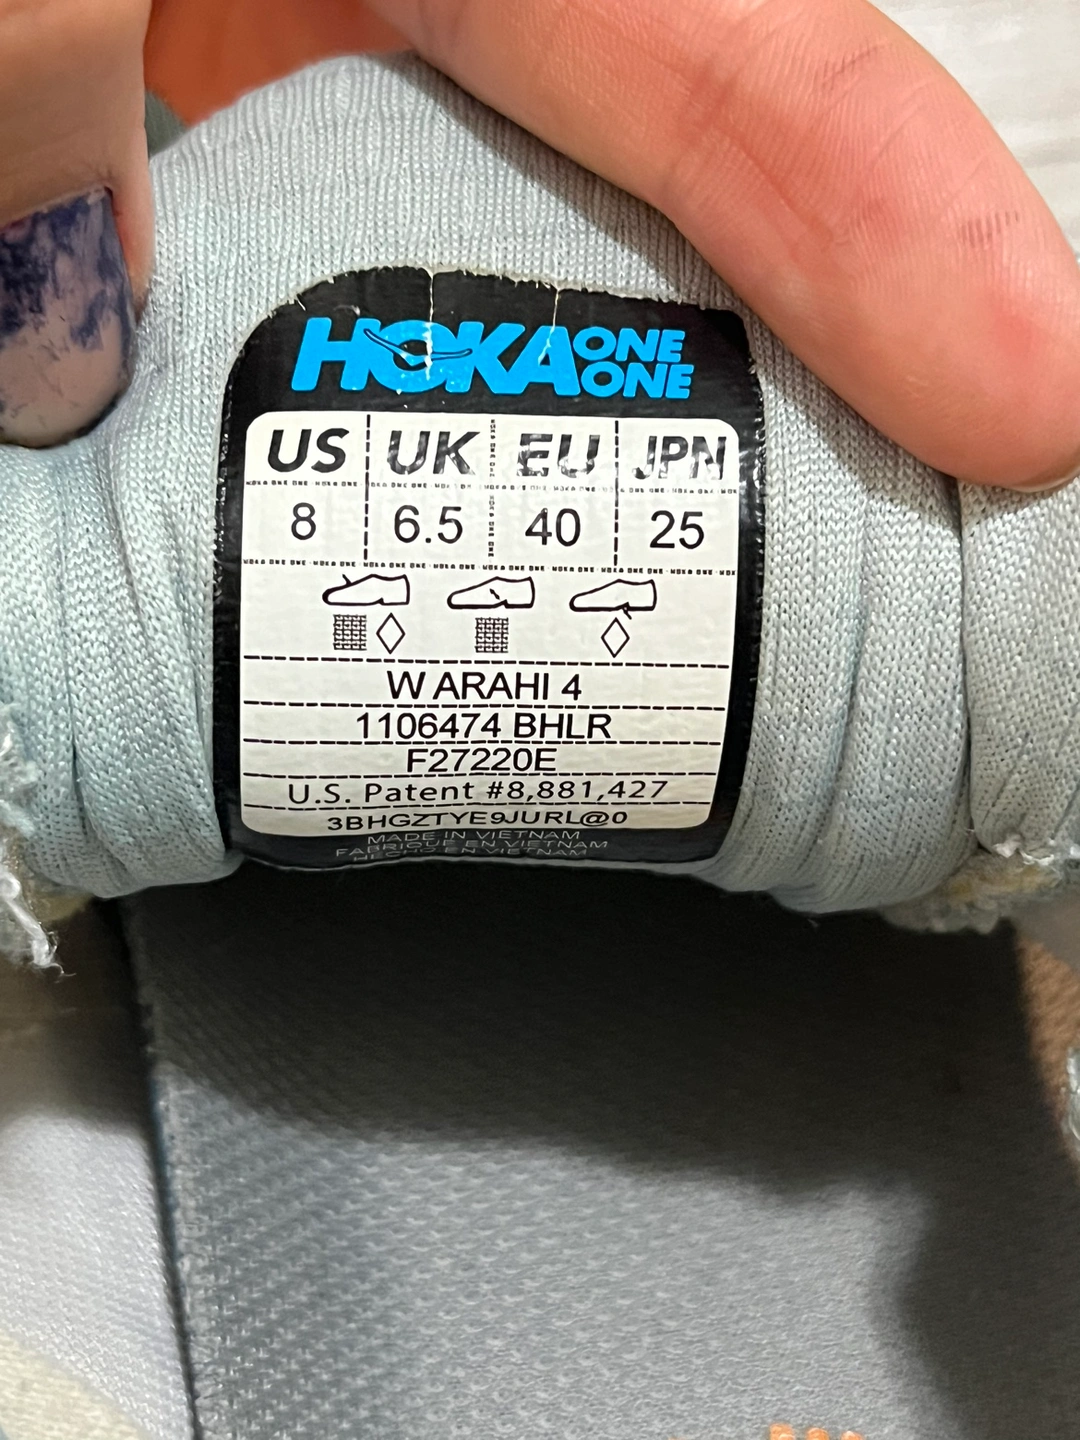 HOKA ONE ONE
US UK EU JPN
8 6.5 40 25
W ARAHI 4
1106474 BHLR
F27220E
U.S. Patent #8,881,427
3BHGZTYE9JURL@0
MADE IN VIETNAM
FABRIQUE EN VIETNAM
HECHO EN VIETNAM